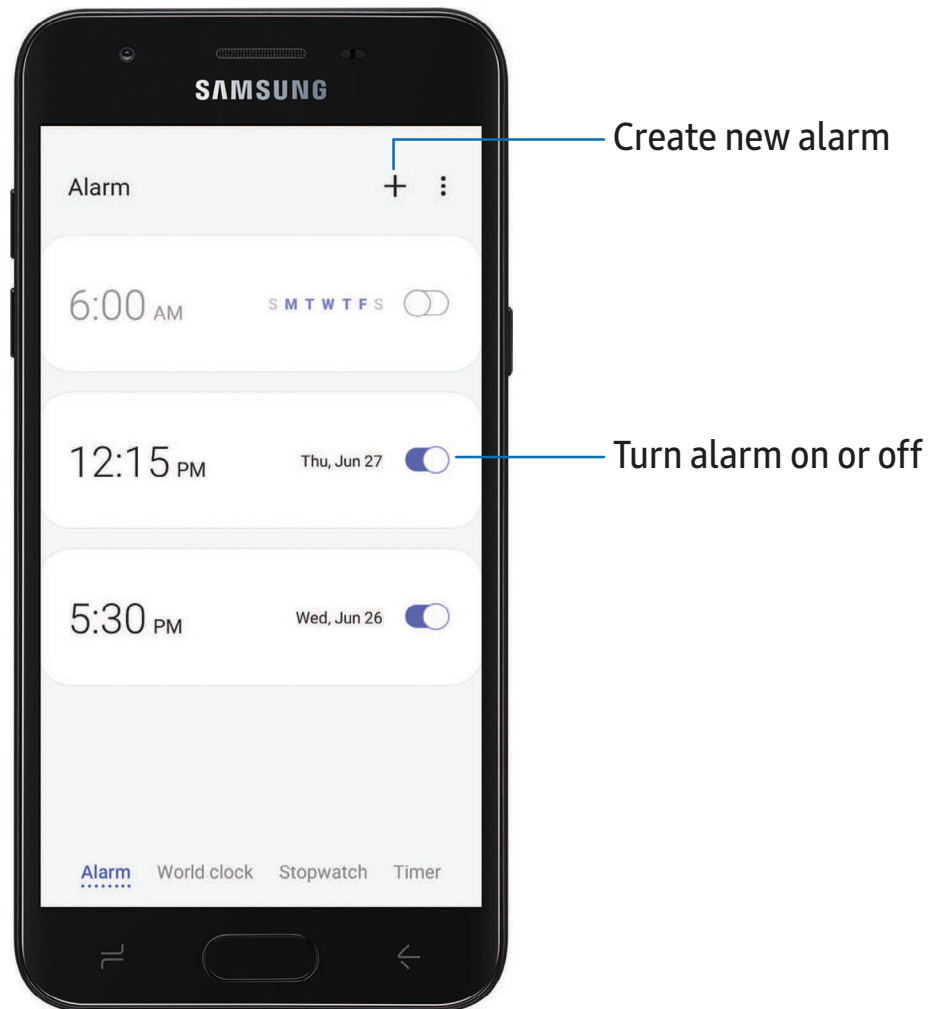 SAMSUNG
Create new alarm
Alarm
6:00 AM S M T W T F S
12:15 PM Thu, Jun 27
Turn alarm on or off
5:30 PM Wed, Jun 26
Alarm World clock Stopwatch Timer